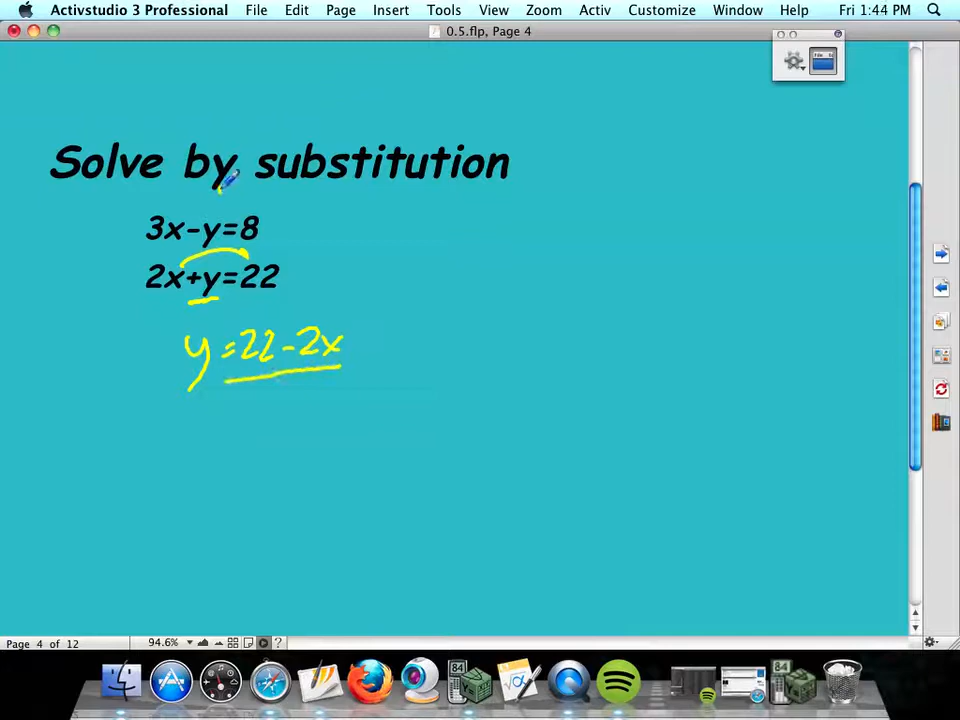 Activstudio 3 Professional File Edit Page Insert Tools View Zoom Activ Customize Window Help Fri 1:44 PM
0.5.flp, Page 4
Solve by substitution
3x-y=8
2x+y=22
y=22-2x
Page 4 of 12 94.6% ?